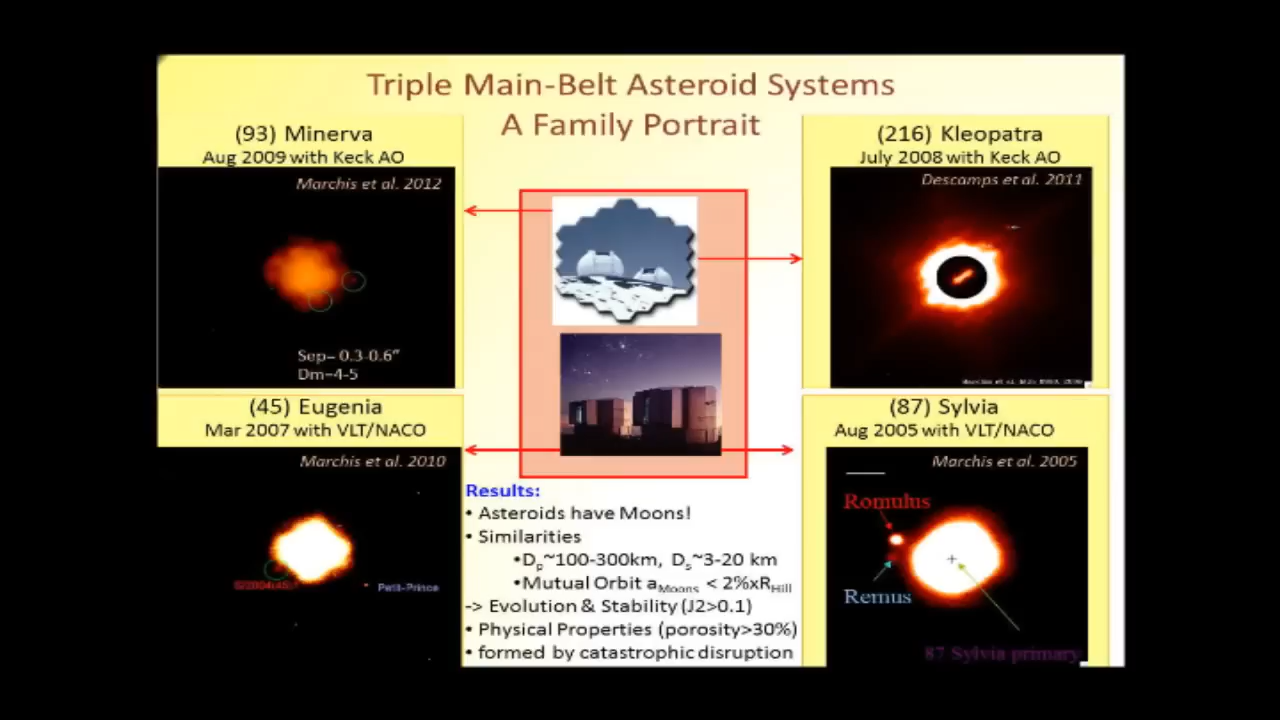 Triple Main-Belt Asteroid Systems
A Family Portrait
(93) Minerva
Aug 2009 with Keck AO
Marchis et al. 2012
Sep= 0.3-0.6”
Dm=4-5
(216) Kleopatra
July 2008 with Keck AO
Descamps et al. 2011
(45) Eugenia
Mar 2007 with VLT/NACO
Marchis et al. 2010
Petit-Prince
Results:
• Asteroids have Moons!
• Similarities
•Dp~100-300km, Ds~3-20 km
•Mutual Orbit aMoons < 2%xRHill
-> Evolution & Stability (J2>0.1)
• Physical Properties (porosity>30%)
• formed by catastrophic disruption
(87) Sylvia
Aug 2005 with VLT/NACO
Marchis et al. 2005
Romulus
Remus
87 Sylvia primary